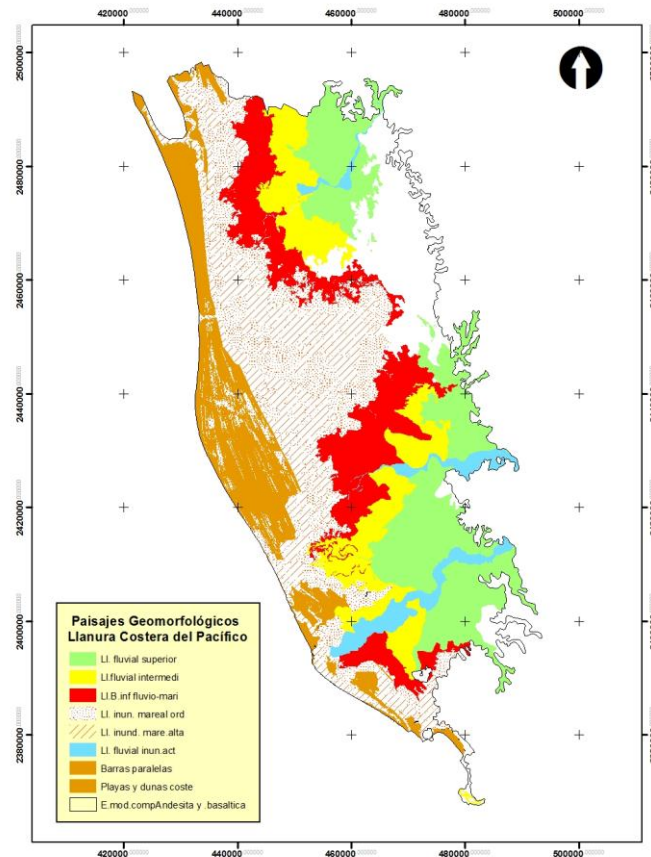 420000 440000 460000 480000 500000
2500000
2480000
2460000
2440000
2420000
2400000
2380000
Paisajes Geomorfológicos
Llanura Costera del Pacífico
Ll. fluvial superior
Ll.fluvial intermedi
Ll.B.inf fluvio-mari
Ll. inun. mareal ord
Ll. inund. mare.alta
Ll. fluvial inun.act
Barras paralelas
Playas y dunas coste
E.mod.compAndesita y .basaltica
420000 440000 460000 480000 500000